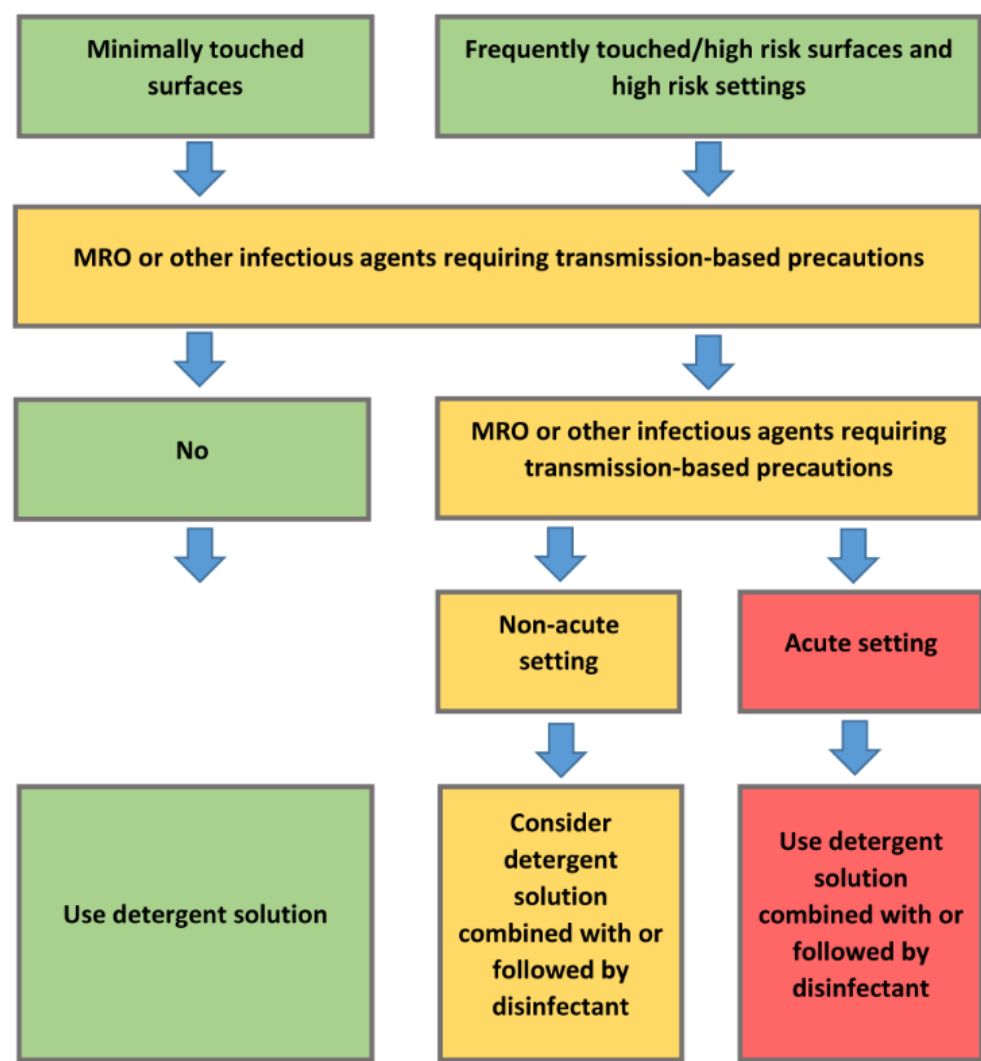 Minimally touched
surfaces
Frequently touched/high risk surfaces and
high risk settings
MRO or other infectious agents requiring transmission-based precautions
No
MRO or other infectious agents requiring
transmission-based precautions
Non-acute
setting
Acute setting
Use detergent solution
Consider
detergent
solution
combined with or
followed by
disinfectant
Use detergent
solution
combined with or
followed by
disinfectant